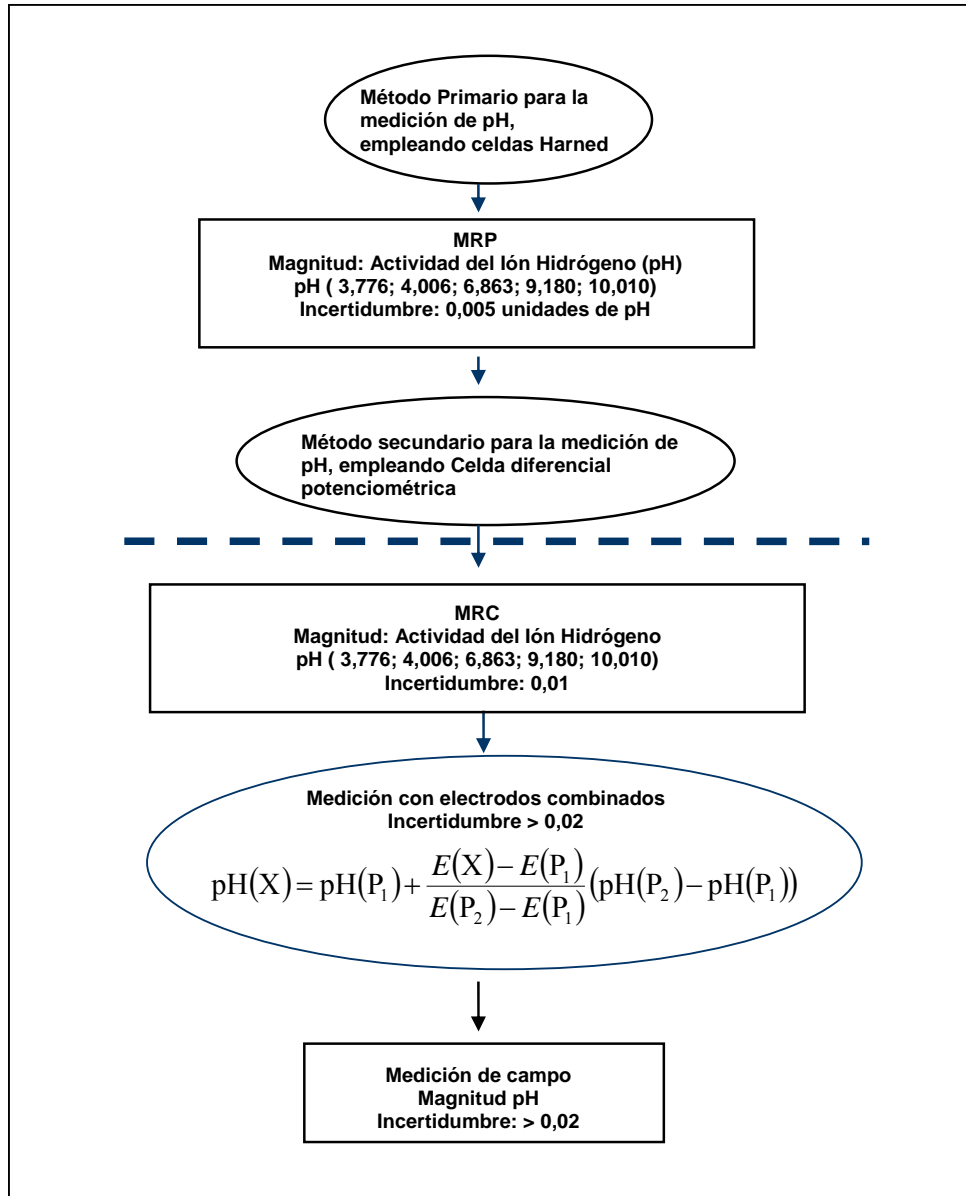 Método Primario para la
medición de pH,
empleando celdas Harned
MRP
Magnitud: Actividad del Ión Hidrógeno (pH)
pH ( 3,776; 4,006; 6,863; 9,180; 10,010)
Incertidumbre: 0,005 unidades de pH
Método secundario para la medición de
pH, empleando Celda diferencial
potenciométrica
MRC
Magnitud: Actividad del Ión Hidrógeno
pH ( 3,776; 4,006; 6,863; 9,180; 10,010)
Incertidumbre: 0,01
Medición con electrodos combinados
Incertidumbre > 0,02
pH(X) = pH(P₁) + \frac{E(X) − E(P₁)}{E(P₂) − E(P₁)} (pH(P₂) − pH(P₁))
Medición de campo
Magnitud pH
Incertidumbre: > 0,02